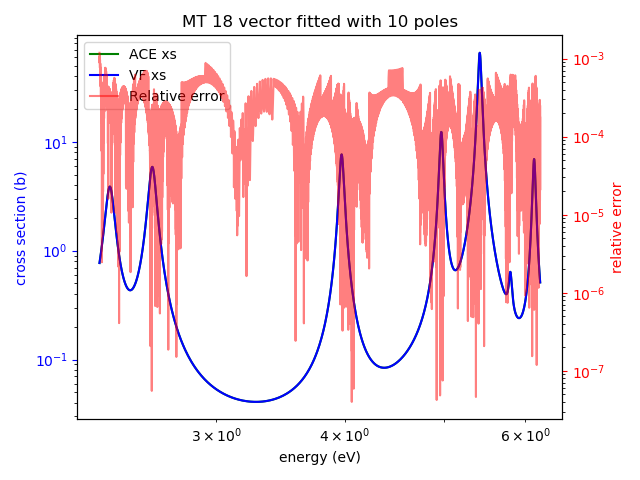 MT 18 vector fitted with 10 poles
ACE xs
VF xs
Relative error
cross section (b)
10¹
10⁰
10⁻¹
10⁻³
10⁻⁴
10⁻⁵
10⁻⁶
10⁻⁷
relative error
3 × 10⁰
4 × 10⁰
6 × 10⁰
energy (eV)